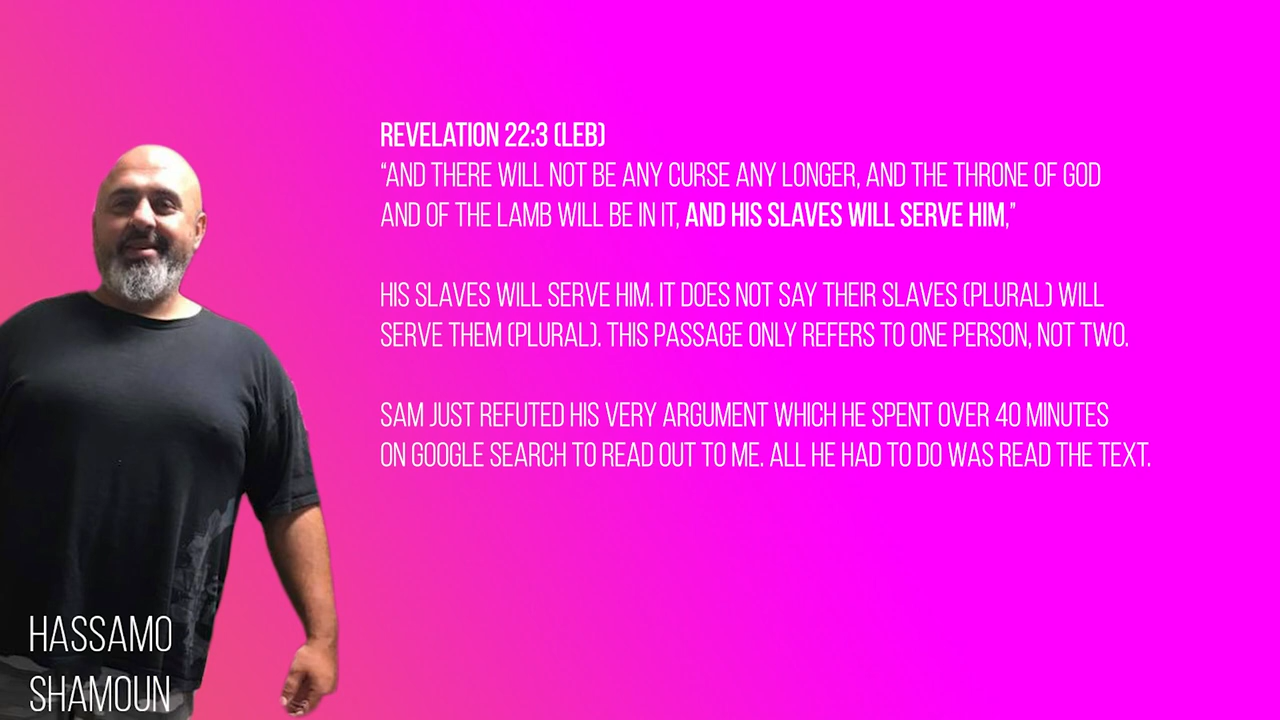 REVELATION 22:3 (LEB)
“AND THERE WILL NOT BE ANY CURSE ANY LONGER, AND THE THRONE OF GOD
AND OF THE LAMB WILL BE IN IT, AND HIS SLAVES WILL SERVE HIM,”
HIS SLAVES WILL SERVE HIM. IT DOES NOT SAY THEIR SLAVES (PLURAL) WILL
SERVE THEM (PLURAL). THIS PASSAGE ONLY REFERS TO ONE PERSON, NOT TWO.
SAM JUST REFUTED HIS VERY ARGUMENT WHICH HE SPENT OVER 40 MINUTES
ON GOOGLE SEARCH TO READ OUT TO ME. ALL HE HAD TO DO WAS READ THE TEXT.
HASSAMO
SHAMOUN